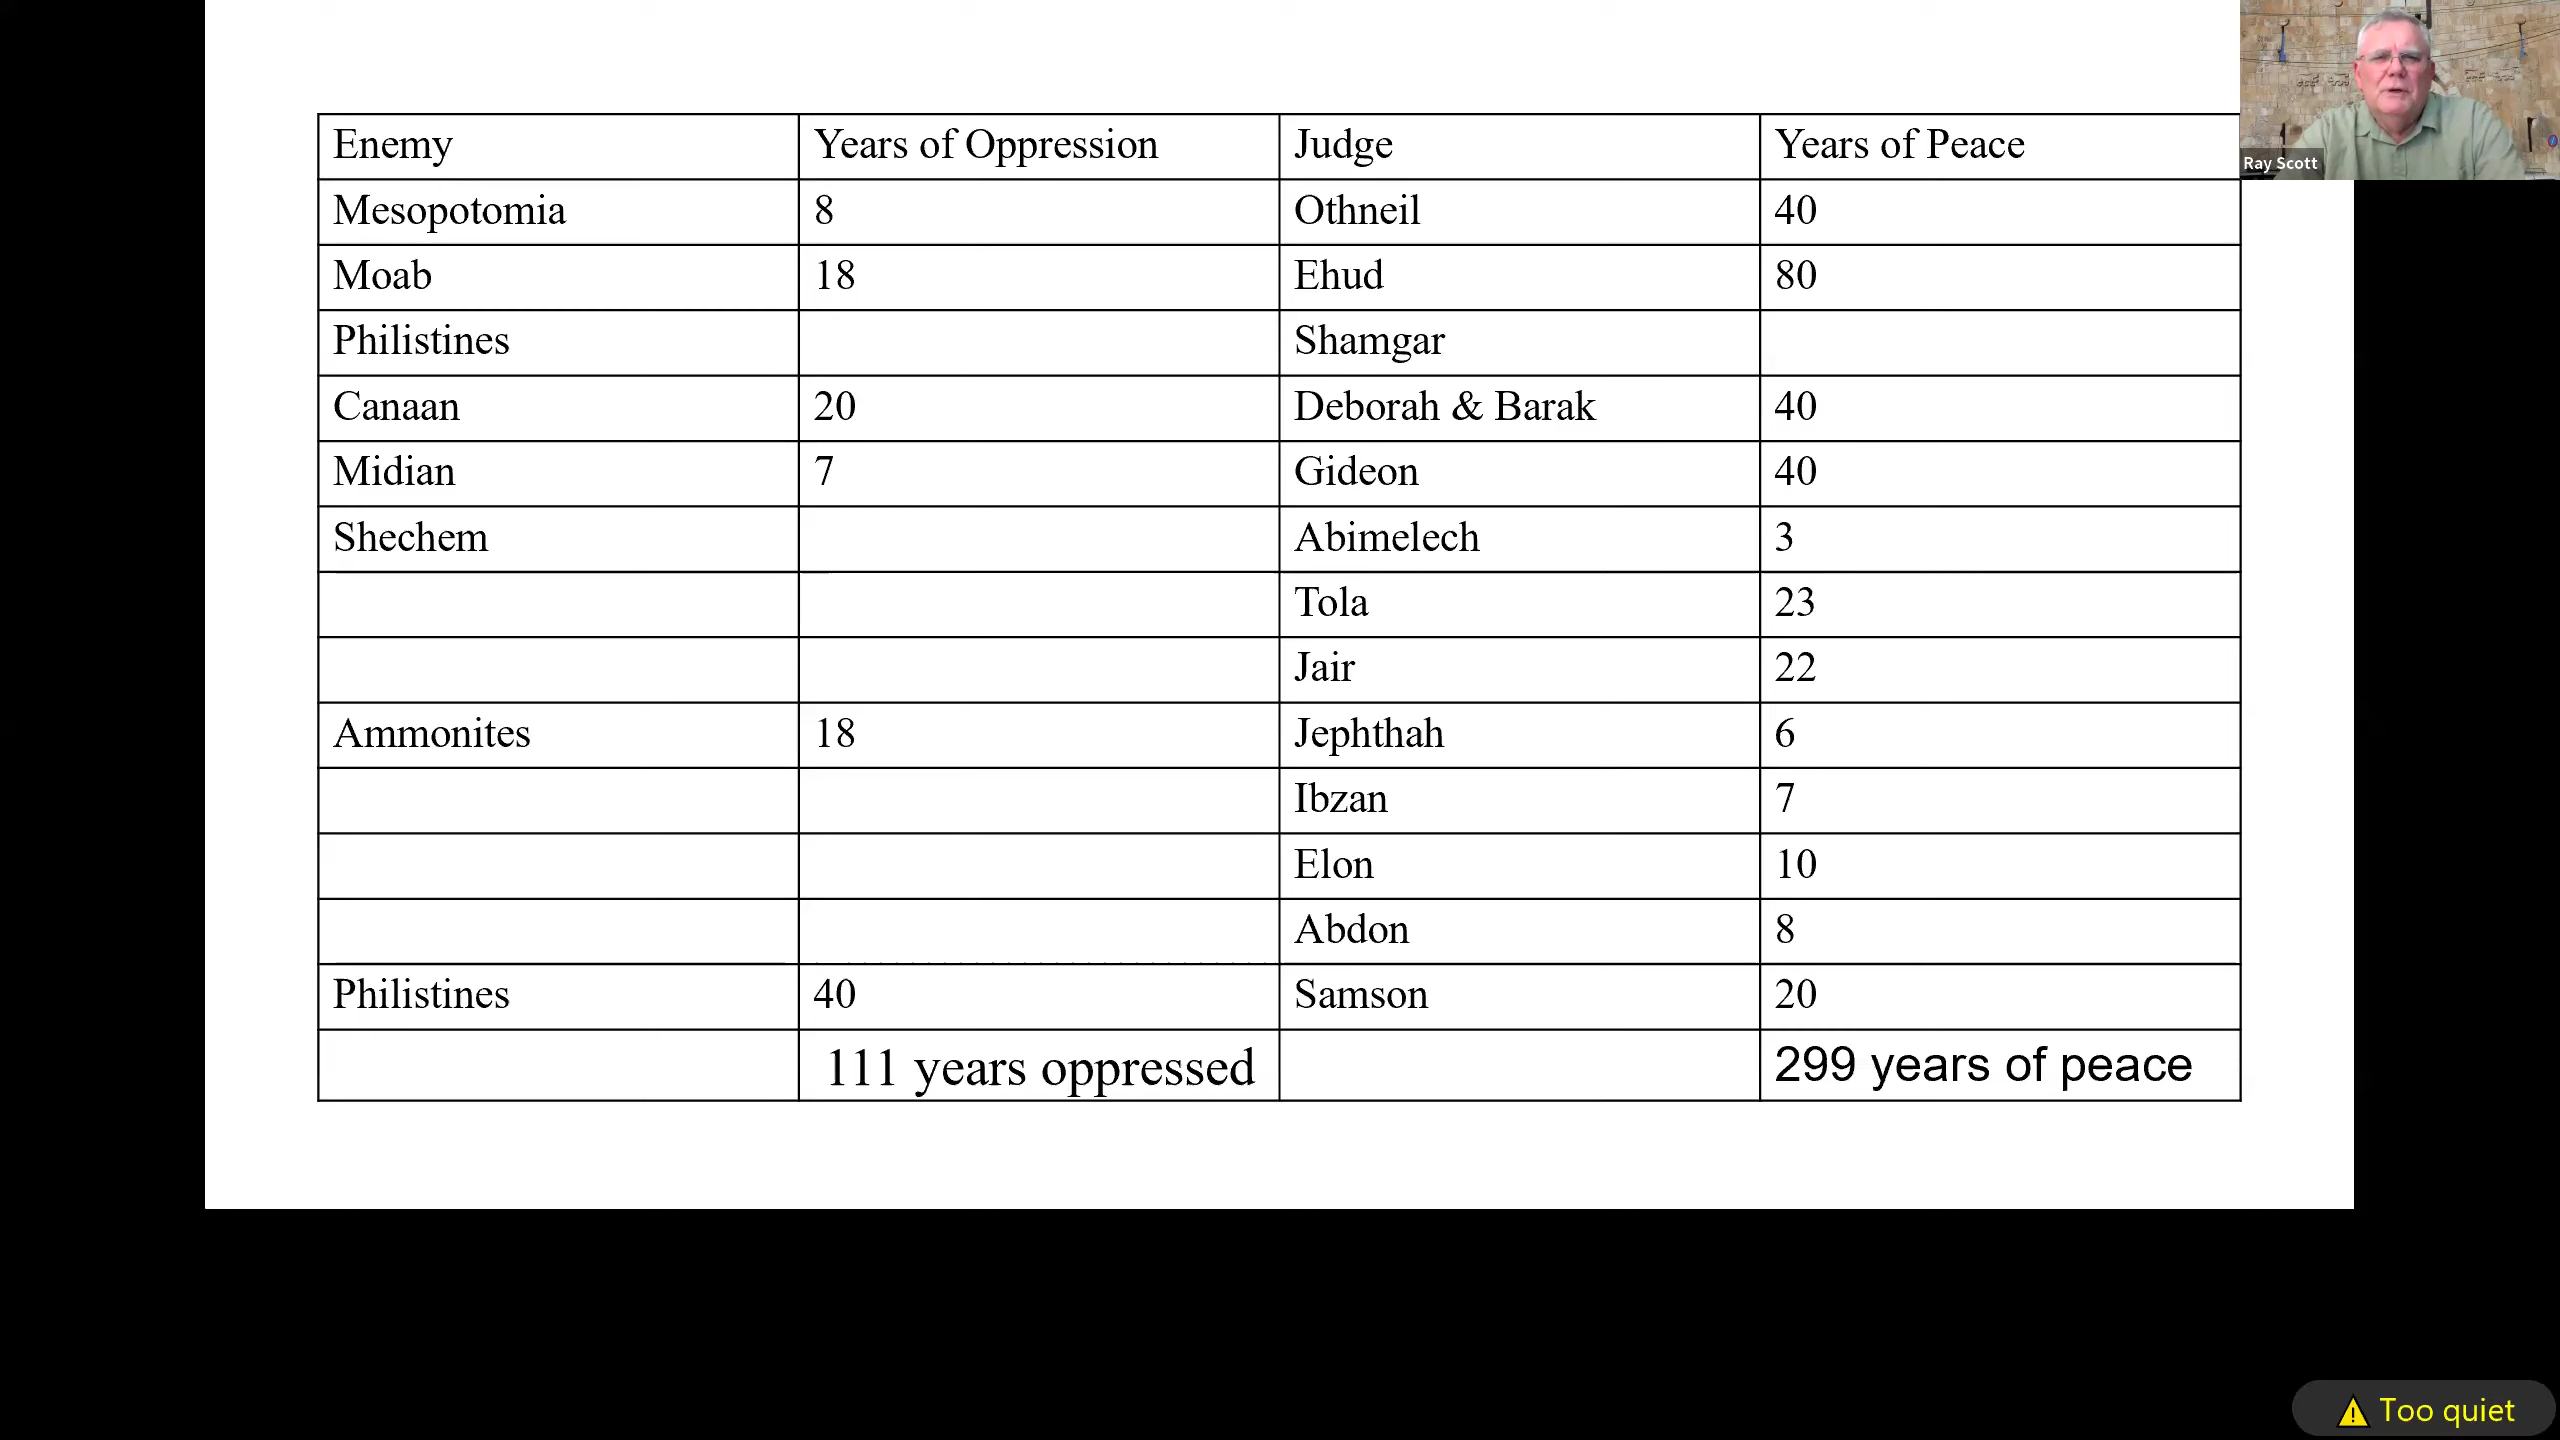 Enemy Years of Oppression Judge Years of Peace
Mesopotomia 8 Othneil 40
Moab 18 Ehud 80
Philistines Shamgar
Canaan 20 Deborah & Barak 40
Midian 7 Gideon 40
Shechem Abimelech 3
Tola 23
Jair 22
Ammonites 18 Jephthah 6
Ibzan 7
Elon 10
Abdon 8
Philistines 40 Samson 20
111 years oppressed 299 years of peace
Ray Scott
Too quiet